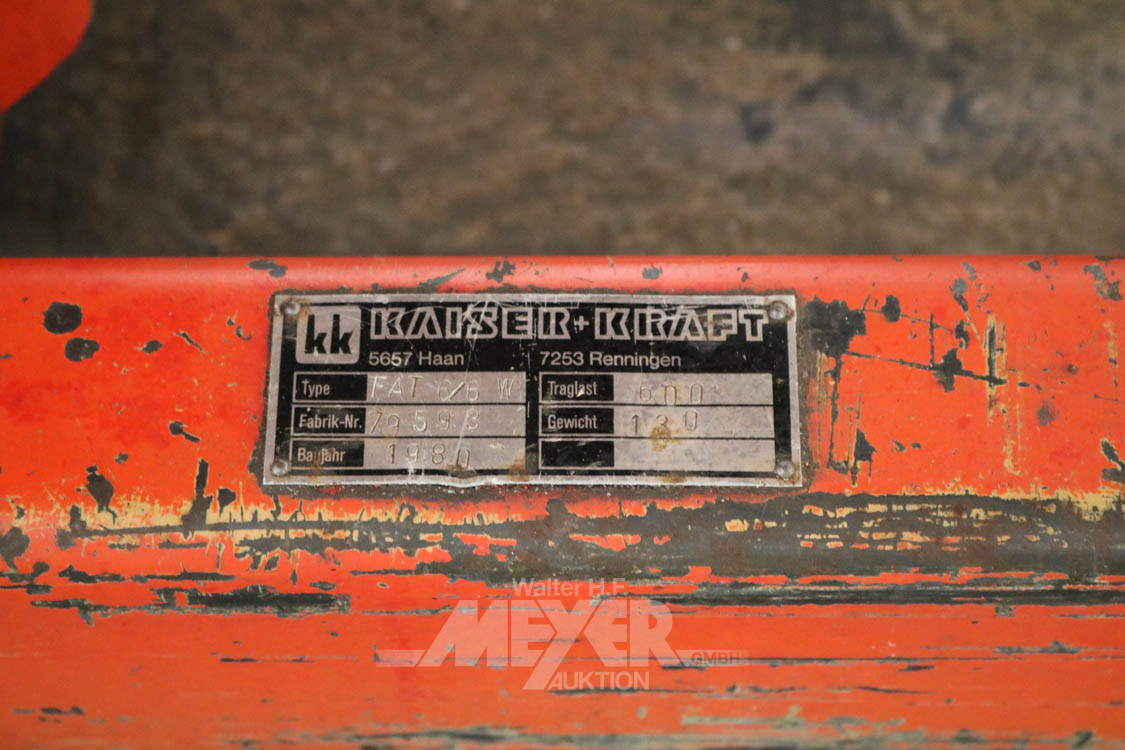 kk KAISER+KRAFT
5657 Haan 7253 Renningen
Type FAT 6/6 W Traglast 600
Fabrik-Nr. 79593 Gewicht 130
Baujahr 1980
Walter H.F.
MEYER GMBH
AUKTION